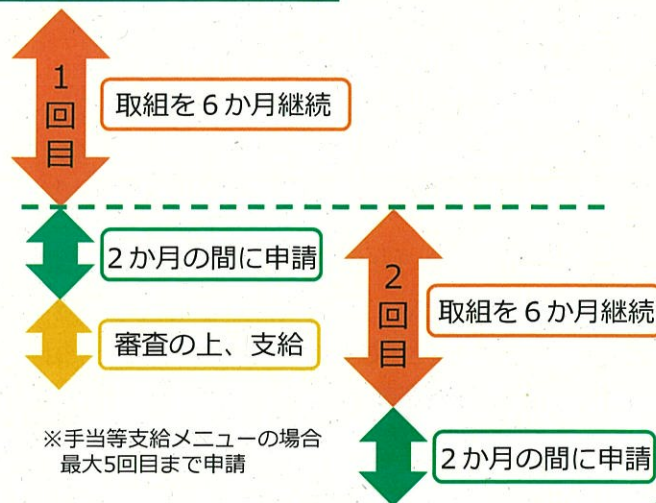 1回目
取組を６か月継続
２か月の間に申請
審査の上、支給
※手当等支給メニューの場合
最大5回目まで申請
2回目
取組を６か月継続
２か月の間に申請